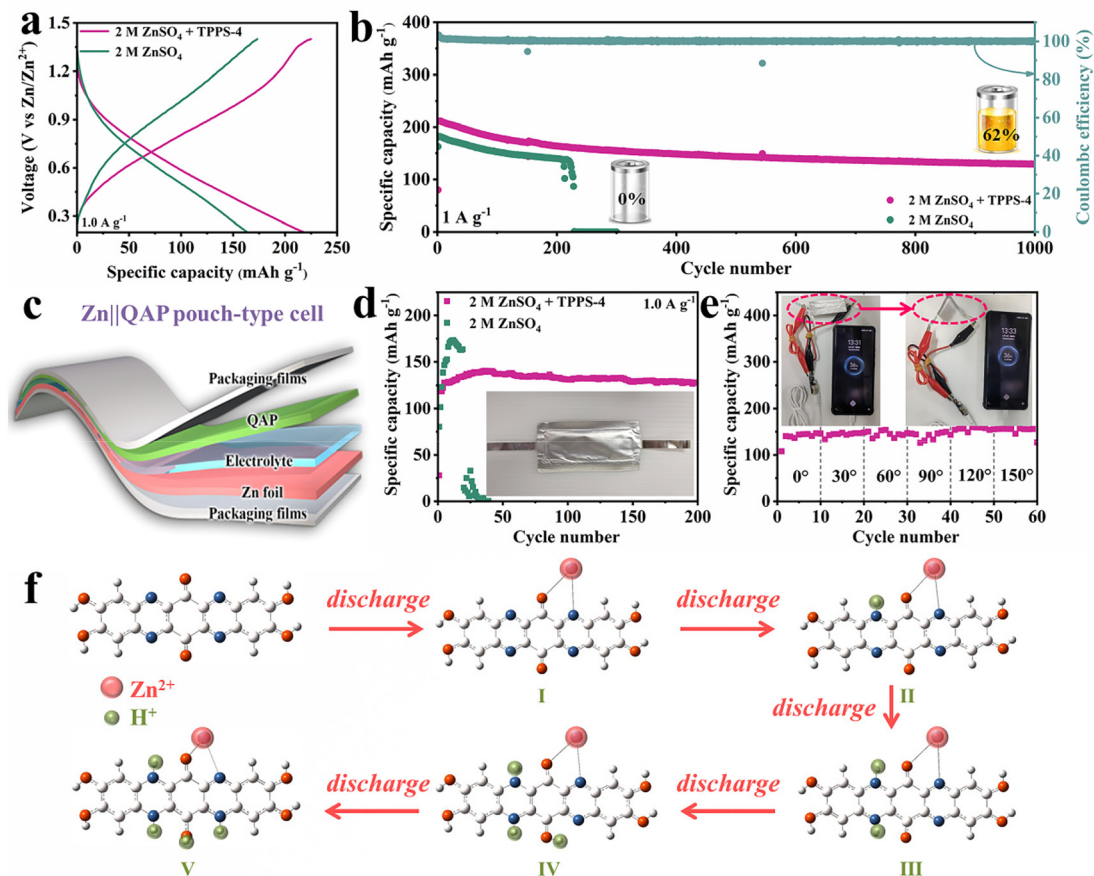 a
2 M ZnSO4 + TPPS-4
2 M ZnSO4
1.5
1.2
0.9
0.6
0.3
Voltage (V vs Zn/Zn2+)
1.0 A g-1
0 50 100 150 200 250
Specific capacity (mAh g-1)
b
400
300
200
100
0
Specific capacity (mAh g-1)
62%
0%
1 A g-1
2 M ZnSO4 + TPPS-4
2 M ZnSO4
100
80
60
40
20
0
Coulombc efficiency (%)
0 200 400 600 800 1000
Cycle number
c
Zn||QAP pouch-type cell
Packaging films
QAP
Electrolyte
Zn foil
Packaging films
d
2 M ZnSO4 + TPPS-4
2 M ZnSO4
1.0 A g-1
200
150
100
50
0
Specific capacity (mAh g-1)
0 50 100 150 200
Cycle number
e
400
300
200
100
0
Specific capacity (mAh g-1)
13:31
13:33
0° 30° 60° 90° 120° 150°
0 10 20 30 40 50 60
Cycle number
f
discharge
discharge
I
II
Zn2+
H+
discharge
discharge
discharge
V
IV
III